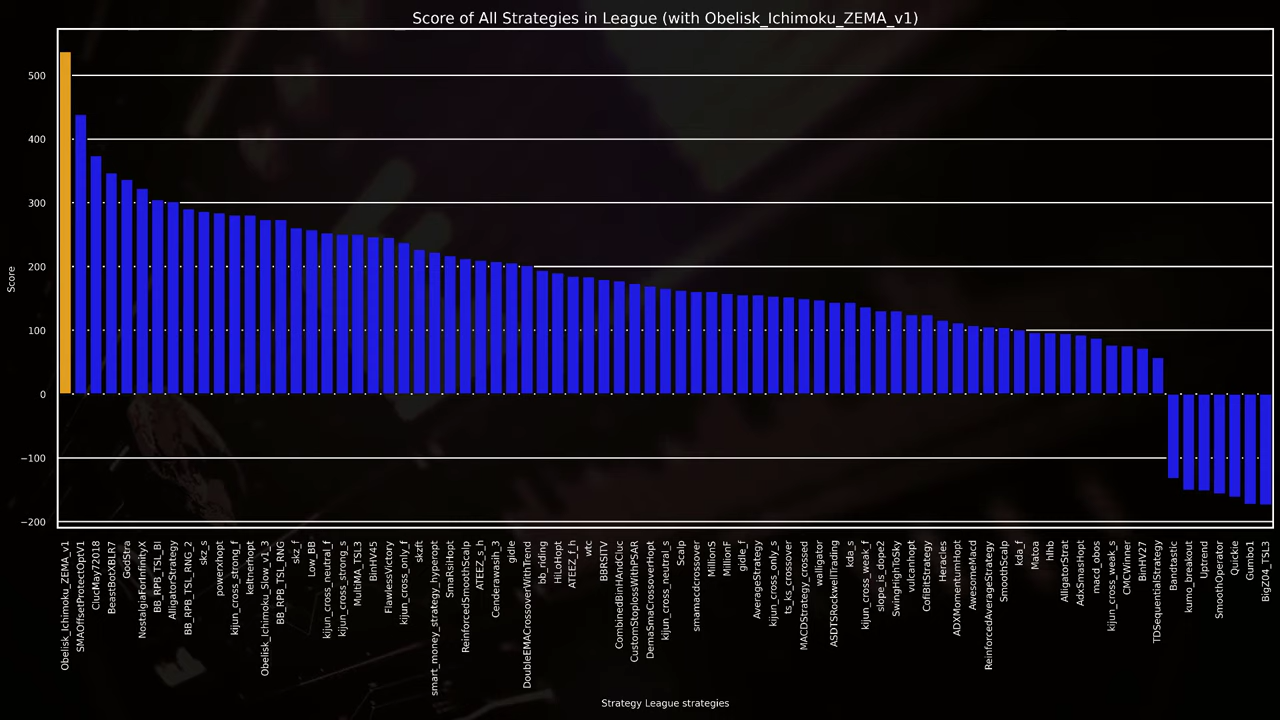 Score of All Strategies in League (with Obelisk_Ichimoku_ZEMA_v1)
500
400
300
200
100
0
−100
−200
Score
Obelisk_Ichimoku_ZEMA_v1
SMAOffsetProtectOptV1
ClucMay72018
BeastBotXBLR7
GodStra
NostalgiaForInfinityX
BB_RPB_TSL_BI
AlligatorStrategy
BB_RPB_TSL_RNG_2
skz_s
powerxhopt
kijun_cross_strong_f
keltnerhopt
Obelisk_Ichimoku_Slow_v1_3
BB_RPB_TSL_RNG
skz_f
Low_BB
kijun_cross_neutral_f
kijun_cross_strong_s
MultiMA_TSL3
BinHV45
FlawlessVictory
kijun_cross_only_f
skzft
smart_money_strategy_hyperopt
SmaRsiHopt
ReinforcedSmoothScalp
ATEEZ_s_h
Cenderawasih_3
gidle
DoubleEMACrossoverWithTrend
bb_riding
HiLoHopt
ATEEZ_f_h
wtc
BBRSITV
CombinedBinHAndCluc
CustomStoplossWithPSAR
DemaSmaCrossoverHopt
kijun_cross_neutral_s
Scalp
smamacdcrossover
MillionS
MillionF
gidle_f
AverageStrategy
kijun_cross_only_s
ts_ks_crossover
MACDStrategy_crossed
walligator
ASDTSRockwellTrading
kda_s
kijun_cross_weak_f
slope_is_dope2
SwingHighToSky
CofiBitStrategy
vulcanihopt
Heracles
ADXMomentumHopt
AwesomeMacd
ReinforcedAverageStrategy
SmoothScalp
kda_f
Matoa
hlhb
AlligatorStrat
AdxSmasHopt
macd_obos
kijun_cross_weak_s
CMCWinner
BinHV27
TDSequentialStrategy
Bandtastic
kumo_breakout
Uptrend
SmoothOperator
Quickie
Gumbo1
BigZ04_TSL3
Strategy League strategies